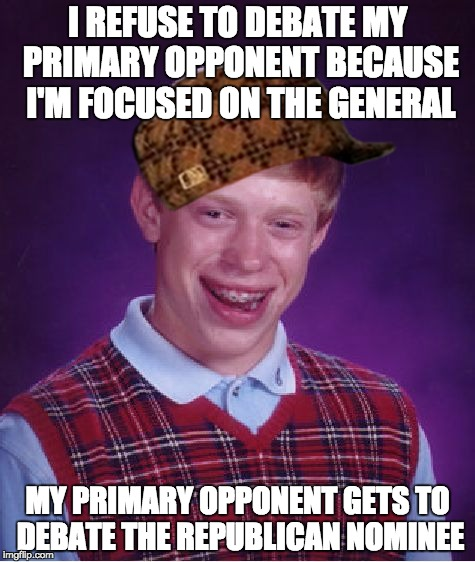 I REFUSE TO DEBATE MY
PRIMARY OPPONENT BECAUSE
I'M FOCUSED ON THE GENERAL
MY PRIMARY OPPONENT GETS TO
DEBATE THE REPUBLICAN NOMINEE
imgflip.com